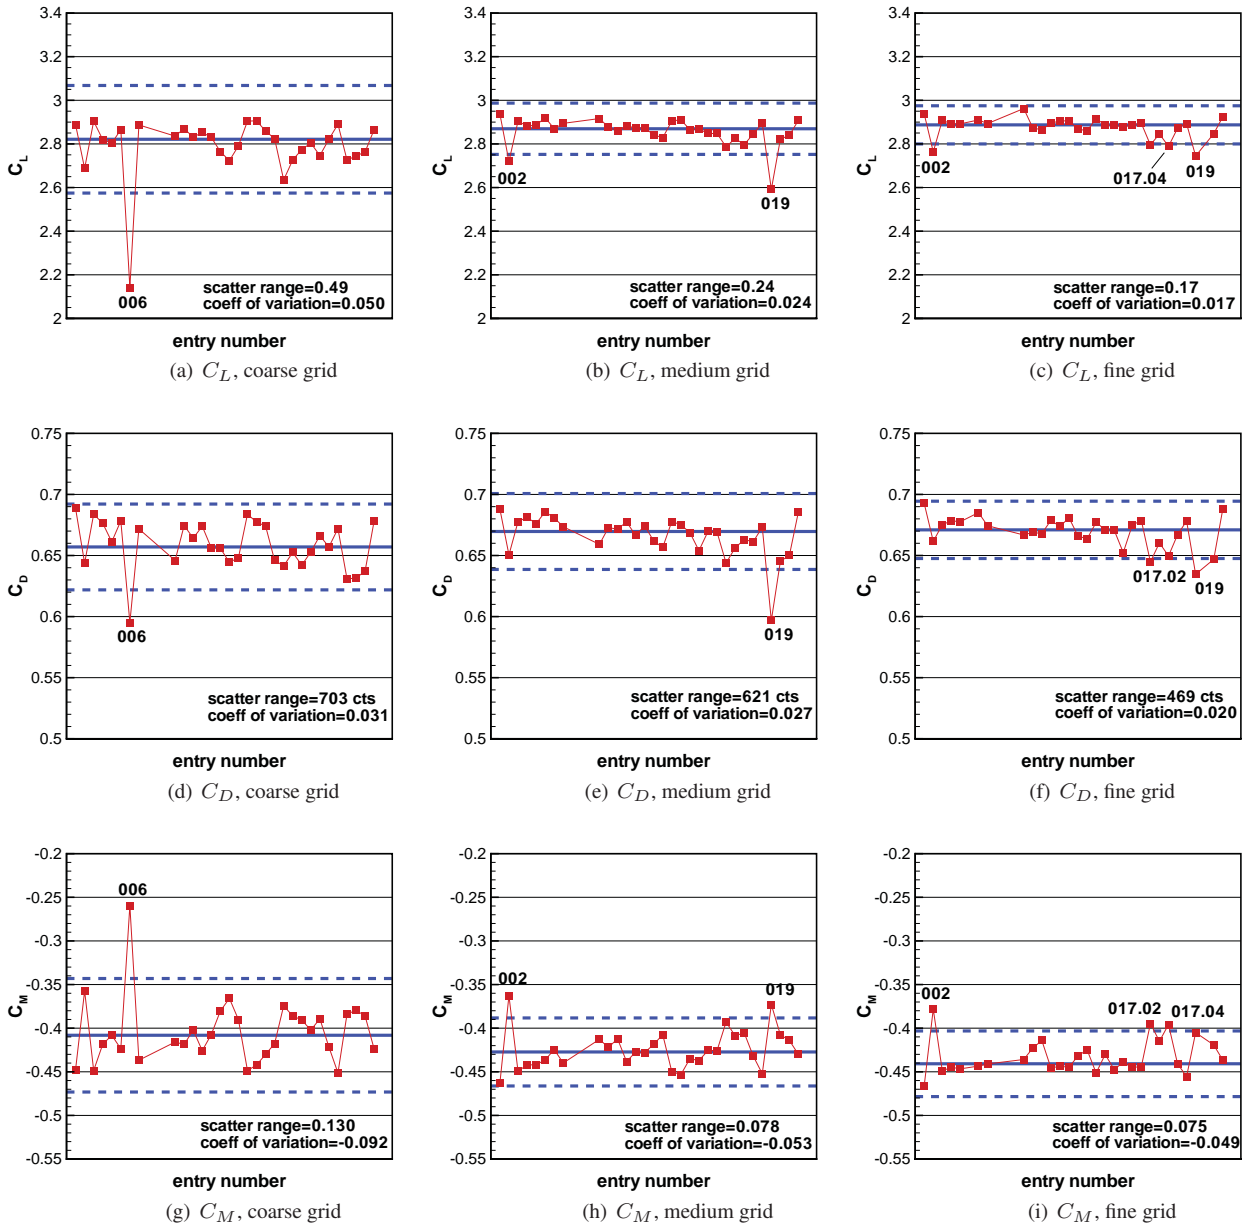 3.4
3.2
3
2.8
2.6
2.4
2.2
2
C_L
006
scatter range=0.49
coeff of variation=0.050
entry number
(a) C_L, coarse grid
3.4
3.2
3
2.8
2.6
2.4
2.2
2
C_L
002
019
scatter range=0.24
coeff of variation=0.024
entry number
(b) C_L, medium grid
3.4
3.2
3
2.8
2.6
2.4
2.2
2
C_L
002
017.04
019
scatter range=0.17
coeff of variation=0.017
entry number
(c) C_L, fine grid
0.75
0.7
0.65
0.6
0.55
0.5
C_D
006
scatter range=703 cts
coeff of variation=0.031
entry number
(d) C_D, coarse grid
0.75
0.7
0.65
0.6
0.55
0.5
C_D
019
scatter range=621 cts
coeff of variation=0.027
entry number
(e) C_D, medium grid
0.75
0.7
0.65
0.6
0.55
0.5
C_D
017.02
019
scatter range=469 cts
coeff of variation=0.020
entry number
(f) C_D, fine grid
-0.2
-0.25
-0.3
-0.35
-0.4
-0.45
-0.5
-0.55
C_M
006
scatter range=0.130
coeff of variation=-0.092
entry number
(g) C_M, coarse grid
-0.2
-0.25
-0.3
-0.35
-0.4
-0.45
-0.5
-0.55
C_M
002
019
scatter range=0.078
coeff of variation=-0.053
entry number
(h) C_M, medium grid
-0.2
-0.25
-0.3
-0.35
-0.4
-0.45
-0.5
-0.55
C_M
002
017.02
017.04
scatter range=0.075
coeff of variation=-0.049
entry number
(i) C_M, fine grid